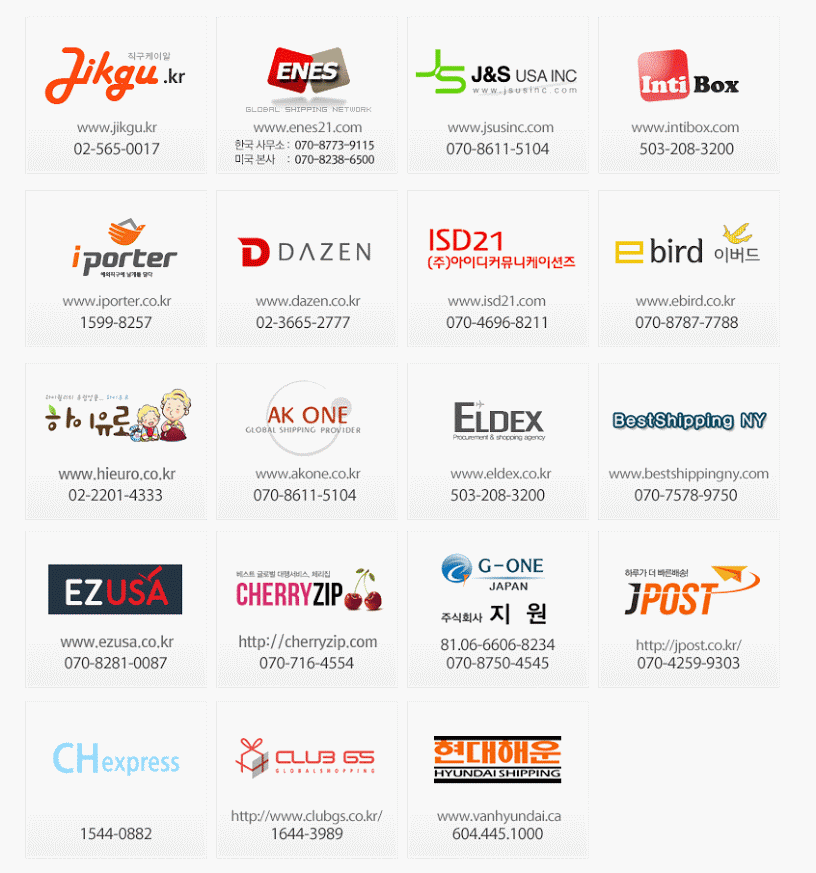 직구케이알
Jikgu.kr
www.jikgu.kr
02-565-0017
ENES
GLOBAL SHIPPING NETWORK
www.enes21.com
한국 사무소 : 070-8773-9115
미국 본사 : 070-8238-6500
J&S USA INC
www.jsusinc.com
www.jsusinc.com
070-8611-5104
Inti Box
www.intibox.com
503-208-3200
iporter
해외직구에 날개를 달다
www.iporter.co.kr
1599-8257
DAZEN
www.dazen.co.kr
02-3665-2777
ISD21
(주)아이디커뮤니케이션즈
www.isd21.com
070-4696-8211
ebird 이버드
www.ebird.co.kr
070-8787-7788
하이유로
www.hieuro.co.kr
02-2201-4333
AK ONE
GLOBAL SHIPPING PROVIDER
www.akone.co.kr
070-8611-5104
ELDEX
Procurement & shopping agency
www.eldex.co.kr
503-208-3200
BestShipping NY
www.bestshippingny.com
070-7578-9750
EZUSA
www.ezusa.co.kr
070-8281-0087
베스트 글로벌 대행서비스, 체리집
CHERRYZIP
http://cherryzip.com
070-716-4554
G-ONE
JAPAN
주식회사 지 원
81.06-6606-8234
070-8750-4545
하루가 더 빠른배송!
JPOST
http://jpost.co.kr/
070-4259-9303
CH express
1544-0882
CLUB GS
GLOBALSHOPPING
http://www.clubgs.co.kr/
1644-3989
현대해운
HYUNDAI SHIPPING
www.vanhyundai.ca
604.445.1000